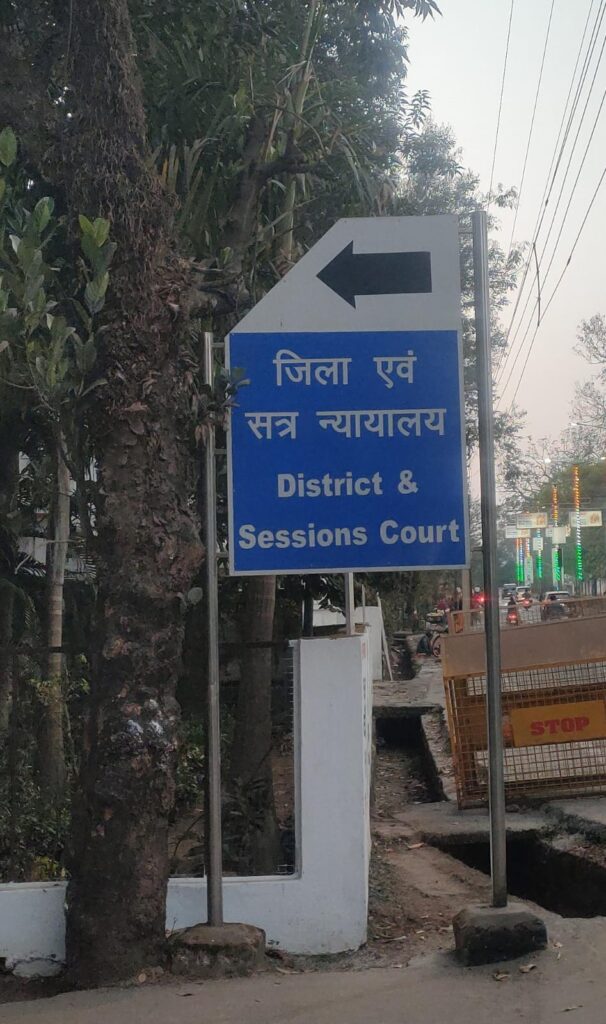 जिला एवं
सत्र न्यायालय
District &
Sessions Court
STOP